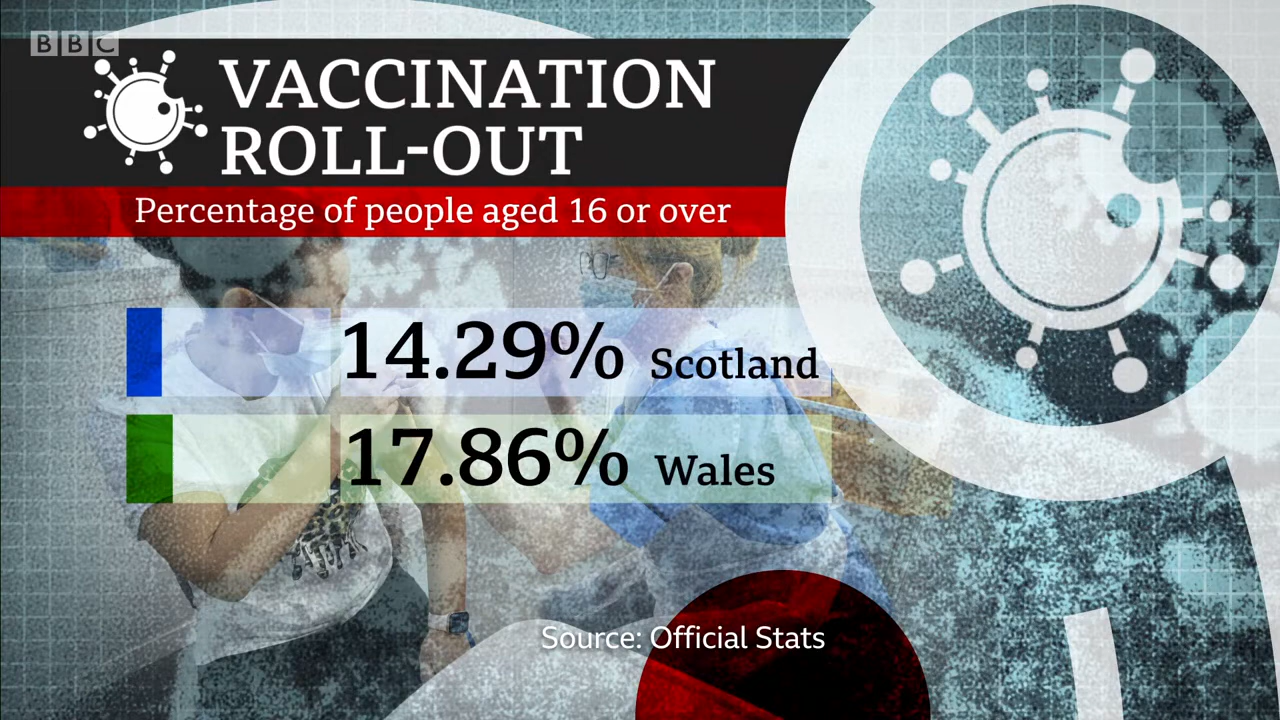 BBC
VACCINATION
ROLL-OUT
Percentage of people aged 16 or over
14.29% Scotland
17.86% Wales
Source: Official Stats